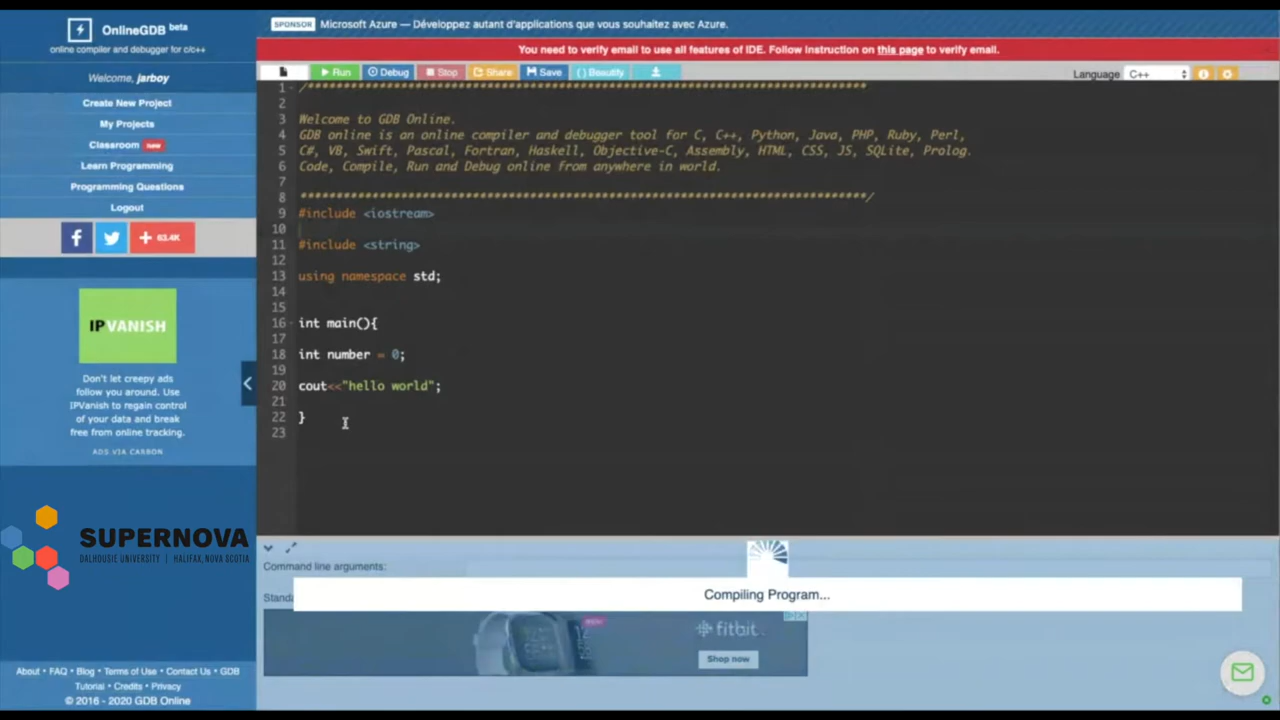 OnlineGDB beta
online compiler and debugger for c/c++
Welcome, jarboy
Create New Project
My Projects
Classroom new
Learn Programming
Programming Questions
Logout
f
+ 63.4K
IPVANISH
Don't let creepy ads
follow you around. Use
IPVanish to regain control
of your data and break
free from online tracking.
ADS VIA CARBON
SUPERNOVA
DALHOUSIE UNIVERSITY | HALIFAX, NOVA SCOTIA
About • FAQ • Blog • Terms of Use • Contact Us • GDB
Tutorial • Credits • Privacy
© 2016 - 2020 GDB Online
SPONSOR Microsoft Azure — Développez autant d'applications que vous souhaitez avec Azure.
You need to verify email to use all features of IDE. Follow instruction on this page to verify email.
Run Debug Stop Share Save { } Beautify
Language C++
1 /******************************************************************************
2
3 Welcome to GDB Online.
4 GDB online is an online compiler and debugger tool for C, C++, Python, Java, PHP, Ruby, Perl,
5 C#, VB, Swift, Pascal, Fortran, Haskell, Objective-C, Assembly, HTML, CSS, JS, SQLite, Prolog.
6 Code, Compile, Run and Debug online from anywhere in world.
7
8 *******************************************************************************/
9 #include <iostream>
10
11 #include <string>
12
13 using namespace std;
14
15
16 int main(){
17
18 int number = 0;
19
20 cout<<"hello world";
21
22 }
23
Command line arguments:
Standa
Compiling Program...
fitbit
Shop now